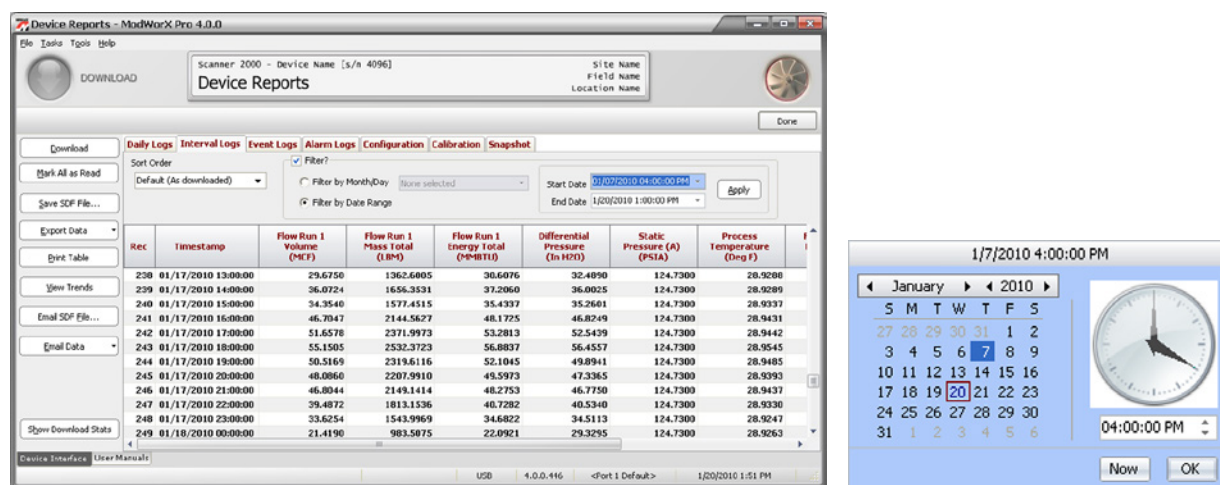 Device Reports - ModWorX Pro 4.0.0
File Tasks Tools Help
DOWNLOAD
Scanner 2000 - Device Name [s/n 4096]
Device Reports
Site Name
Field Name
Location Name
Done
Download
Mark All as Read
Save SDF File...
Export Data
Print Table
View Trends
Email SDF File...
Email Data
Show Download Stats
Daily Logs Interval Logs Event Logs Alarm Logs Configuration Calibration Snapshot
Sort Order
Default (As downloaded)
Filter?
Filter by Month/Day None selected
Filter by Date Range
Start Date 01/07/2010 04:00:00 PM
End Date 1/20/2010 1:00:00 PM
Apply
Rec Timestamp Flow Run 1 Volume (MCF) Flow Run 1 Mass Total (LBM) Flow Run 1 Energy Total (MMBTU) Differential Pressure (In H2O) Static Pressure (A) (PSIA) Process Temperature (Deg F)
238 01/17/2010 13:00:00 29.6750 1362.6005 30.6076 32.4890 124.7300 28.9288
239 01/17/2010 14:00:00 36.0724 1656.3531 37.2060 36.0025 124.7300 28.9289
240 01/17/2010 15:00:00 34.3540 1577.4515 35.4337 35.2601 124.7300 28.9337
241 01/17/2010 16:00:00 46.7047 2144.5627 48.1725 46.8249 124.7300 28.9431
242 01/17/2010 17:00:00 51.6578 2371.9973 53.2813 52.5439 124.7300 28.9442
243 01/17/2010 18:00:00 55.1505 2532.3723 56.8837 56.4557 124.7300 28.9545
244 01/17/2010 19:00:00 50.5169 2319.6116 52.1045 49.8941 124.7300 28.9485
245 01/17/2010 20:00:00 48.0860 2207.9910 49.5973 47.3365 124.7300 28.9393
246 01/17/2010 21:00:00 46.8044 2149.1414 48.2753 46.7750 124.7300 28.9437
247 01/17/2010 22:00:00 39.4872 1813.1536 40.7282 40.5340 124.7300 28.9330
248 01/17/2010 23:00:00 33.6254 1543.9969 34.6822 34.5113 124.7300 28.9247
249 01/18/2010 00:00:00 21.4190 983.5075 22.0921 29.3295 124.7300 28.9263
Device Interface User Manuals
USB 4.0.0.446 <Port 1 Default> 1/20/2010 1:51 PM
1/7/2010 4:00:00 PM
January 2010
S M T W T F S
27 28 29 30 31 1 2
3 4 5 6 7 8 9
10 11 12 13 14 15 16
17 18 19 20 21 22 23
24 25 26 27 28 29 30
31 1 2 3 4 5 6
04:00:00 PM
Now OK